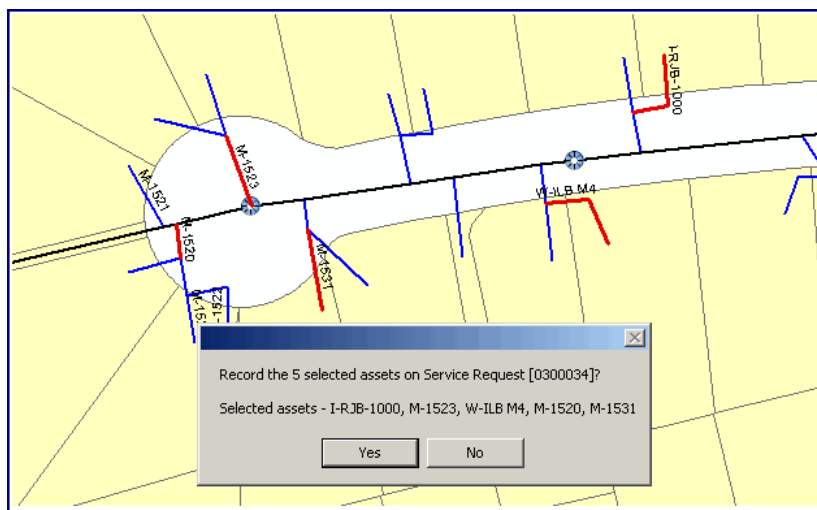 I-RJB-1000
M-1523
W-ILB M4
M-1521
M-1520
M-1531
Record the 5 selected assets on Service Request [0300034]?
Selected assets - I-RJB-1000, M-1523, W-ILB M4, M-1520, M-1531
Yes
No